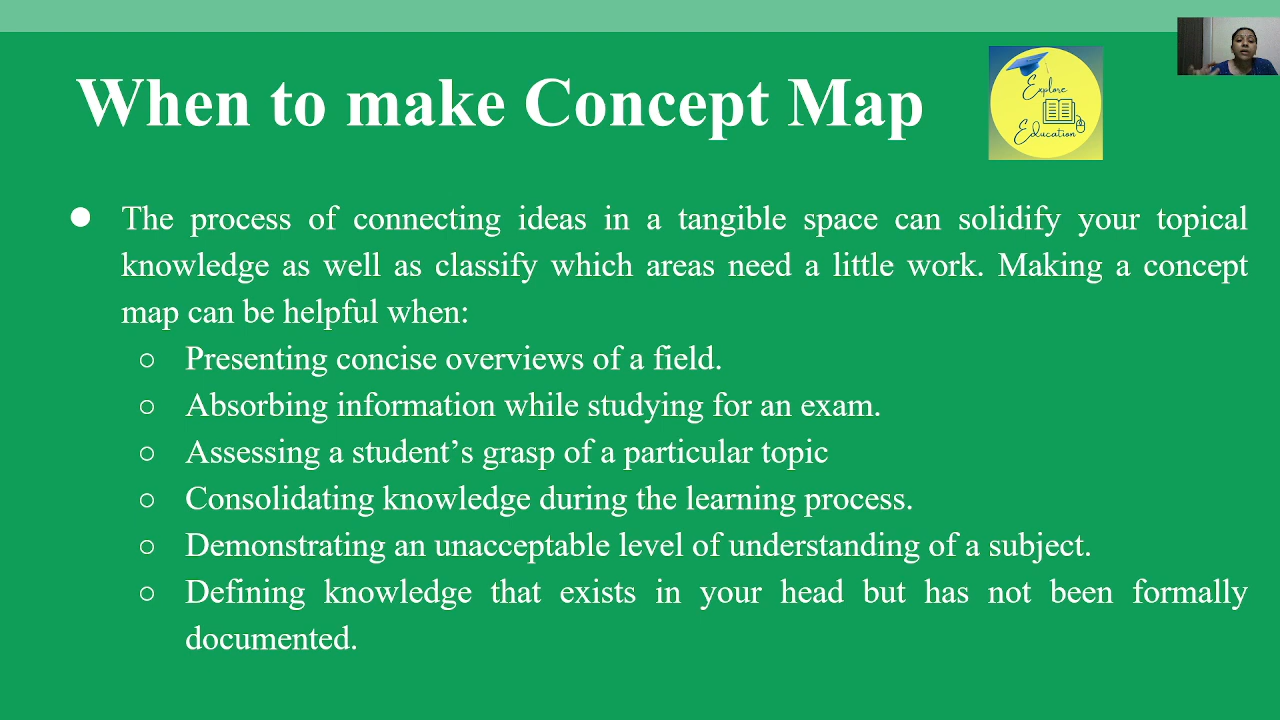 When to make Concept Map
Explore
Education
● The process of connecting ideas in a tangible space can solidify your topical
knowledge as well as classify which areas need a little work. Making a concept
map can be helpful when:
○ Presenting concise overviews of a field.
○ Absorbing information while studying for an exam.
○ Assessing a student’s grasp of a particular topic
○ Consolidating knowledge during the learning process.
○ Demonstrating an unacceptable level of understanding of a subject.
○ Defining knowledge that exists in your head but has not been formally
documented.